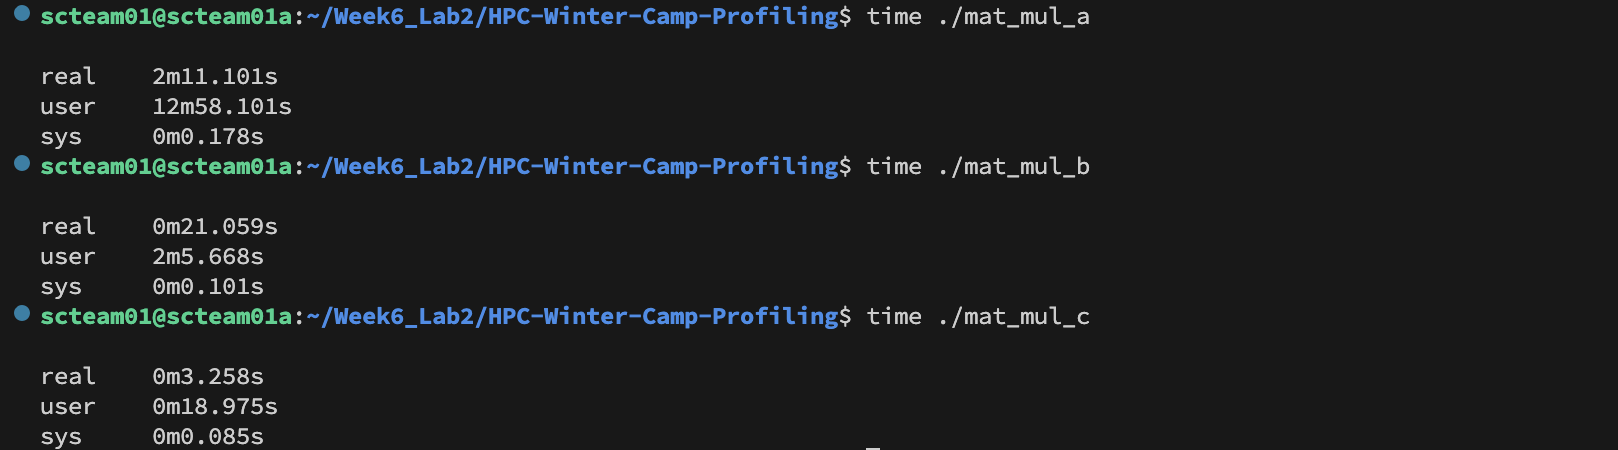 scteam01@scteam01a:~/Week6_Lab2/HPC-Winter-Camp-Profiling$ time ./mat_mul_a
real 2m11.101s
user 12m58.101s
sys 0m0.178s
scteam01@scteam01a:~/Week6_Lab2/HPC-Winter-Camp-Profiling$ time ./mat_mul_b
real 0m21.059s
user 2m5.668s
sys 0m0.101s
scteam01@scteam01a:~/Week6_Lab2/HPC-Winter-Camp-Profiling$ time ./mat_mul_c
real 0m3.258s
user 0m18.975s
sys 0m0.085s